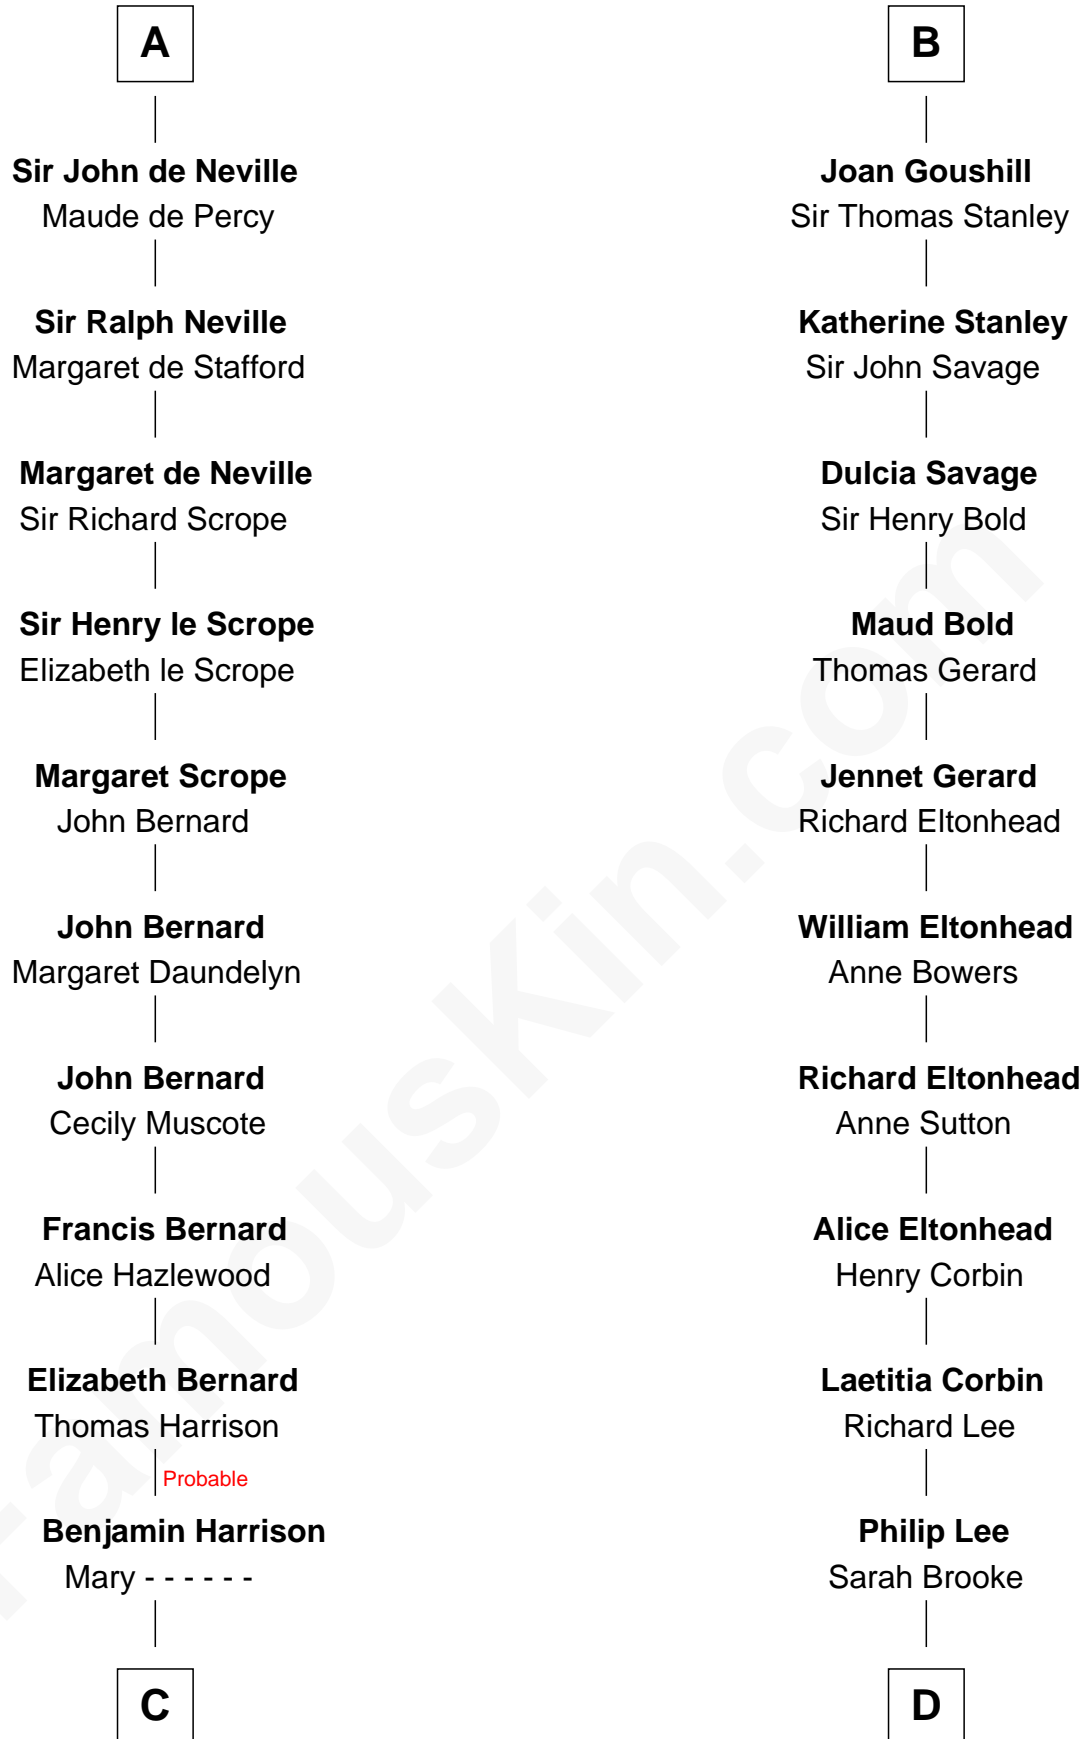 A
Sir John de Neville
Maude de Percy
Sir Ralph Neville
Margaret de Stafford
Margaret de Neville
Sir Richard Scrope
Sir Henry le Scrope
Elizabeth le Scrope
Margaret Scrope
John Bernard
John Bernard
Margaret Daundelyn
John Bernard
Cecily Muscote
Francis Bernard
Alice Hazlewood
Elizabeth Bernard
Thomas Harrison
Probable
Benjamin Harrison
Mary - - - - - -
C
B
Joan Goushill
Sir Thomas Stanley
Katherine Stanley
Sir John Savage
Dulcia Savage
Sir Henry Bold
Maud Bold
Thomas Gerard
Jennet Gerard
Richard Eltonhead
William Eltonhead
Anne Bowers
Richard Eltonhead
Anne Sutton
Alice Eltonhead
Henry Corbin
Laetitia Corbin
Richard Lee
Philip Lee
Sarah Brooke
D
FamousKin.com